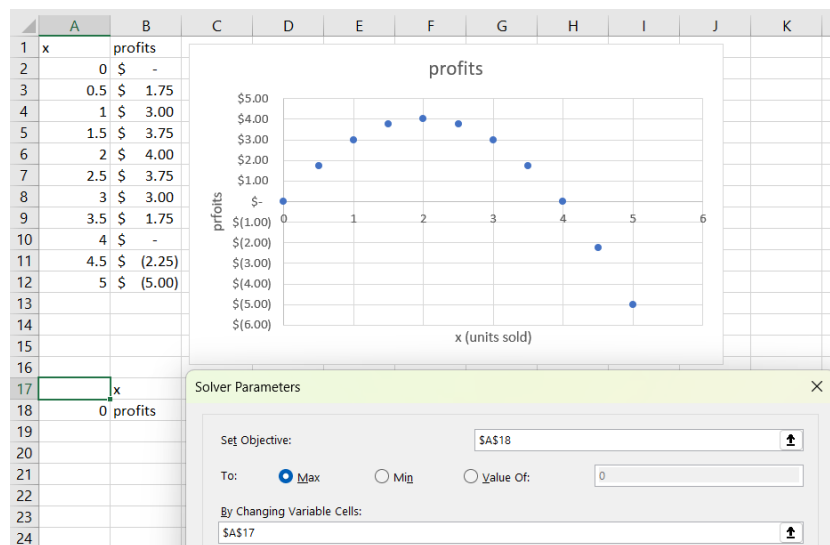 A B C D E F G H I J K
1 x profits
2 0 $ -
3 0.5 $ 1.75
4 1 $ 3.00
5 1.5 $ 3.75
6 2 $ 4.00
7 2.5 $ 3.75
8 3 $ 3.00
9 3.5 $ 1.75
10 4 $ -
11 4.5 $ (2.25)
12 5 $ (5.00)
13
14
15
16
17 x
18 0 profits
19
20
21
22
23
24
profits
$5.00
$4.00
$3.00
$2.00
$1.00
$-
$(1.00)
$(2.00)
$(3.00)
$(4.00)
$(5.00)
$(6.00)
0 1 2 3 4 5 6
prfoits
x (units sold)
Solver Parameters
Set Objective: $A$18
To: Max Min Value Of: 0
By Changing Variable Cells:
$A$17